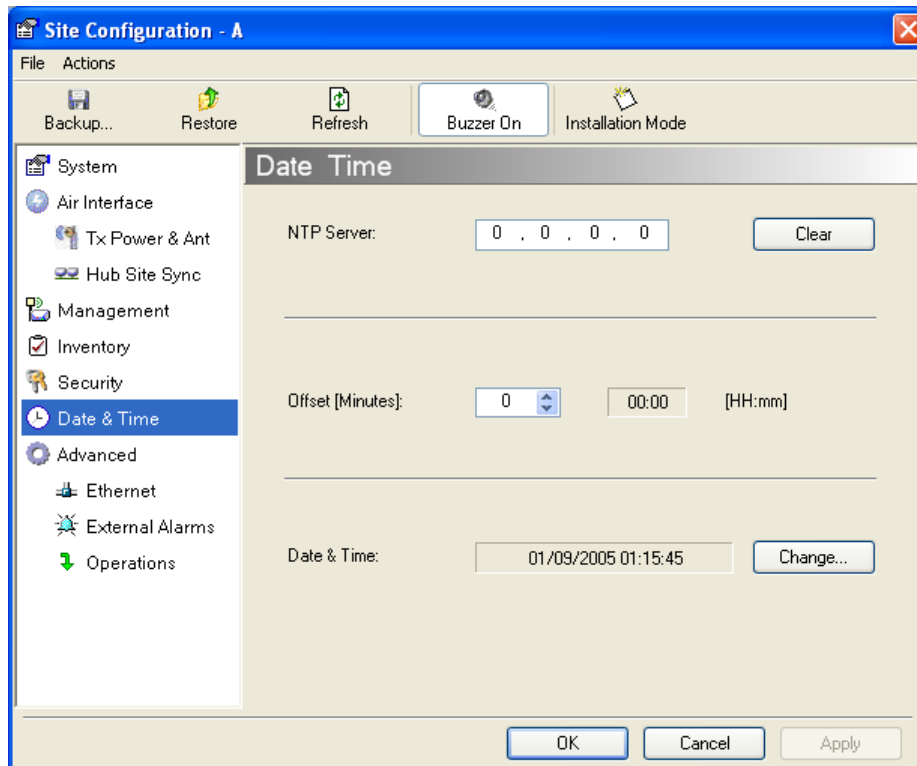 Site Configuration - A
File Actions
Backup... Restore Refresh Buzzer On Installation Mode
System
Air Interface
Tx Power & Ant
Hub Site Sync
Management
Inventory
Security
Date & Time
Advanced
Ethernet
External Alarms
Operations
Date Time
NTP Server: 0 . 0 . 0 . 0 Clear
Offset [Minutes]: 0 00:00 [HH:mm]
Date & Time: 01/09/2005 01:15:45 Change...
OK Cancel Apply